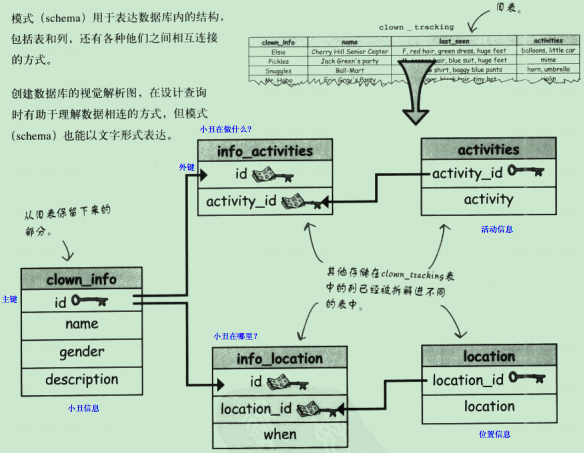 模式（schema）用于表达数据库内的结构，
包括表和列，还有各种他们之间相互连接
的方式。
创建数据库的视觉解析图，在设计查询
时有助于理解数据相连的方式，但模式
(schema）也能以文字形式表达。
旧表。
clown_tracking
clown_info name last_seen activities
Elsie Cherry Hill Senior Center F, red hair, green dress, huge feet balloons, little car
Pickles Jack Green's party hair, blue suit, huge feet mime
Snuggles Ball-Mart shirt, baggy blue pants horn, umbrella
小丑在做什么?
info_activities
id
activity_id
外键
activities
activity_id
activity
活动信息
从旧表保留下来的
部分。
clown_info
主键
id
name
gender
description
小丑信息
其他存储在clown_tracking表
中的列已经被拆解进不同
的表中。
小丑在哪里?
info_location
id
location_id
when
location
location_id
location
位置信息